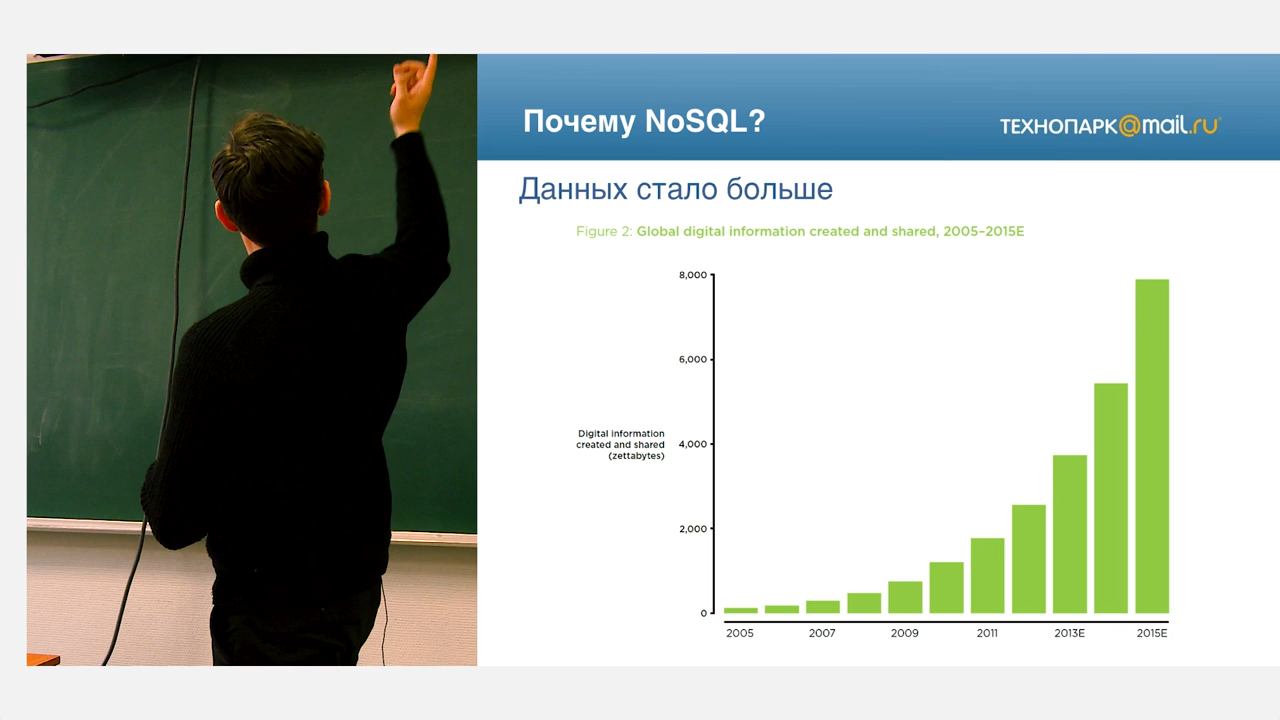 Почему NoSQL?
ТЕХНОПАРК@mail.ru
Данных стало больше
Figure 2: Global digital information created and shared, 2005–2015E
8,000
6,000
Digital information
created and shared
(zettabytes)
4,000
2,000
0
2005 2007 2009 2011 2013E 2015E